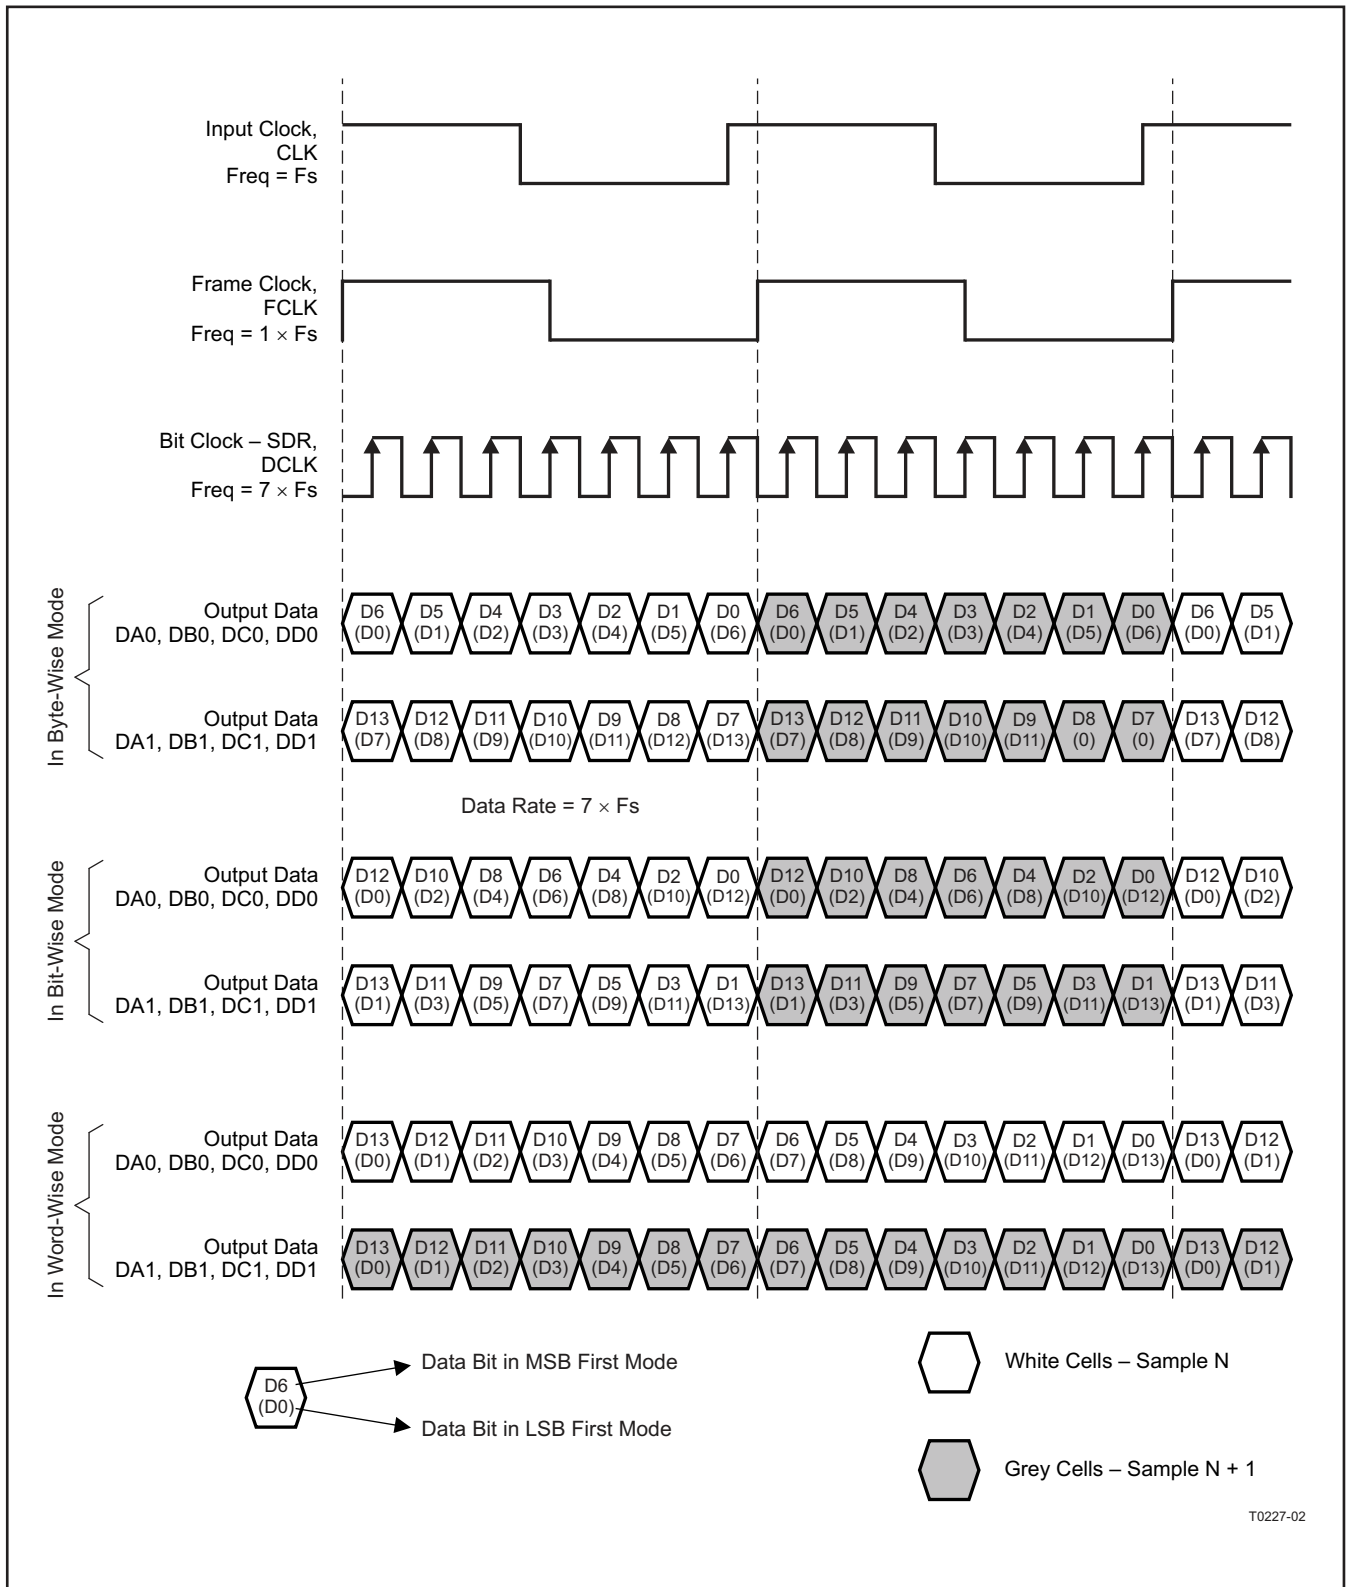 Input Clock,
CLK
Freq = Fs
Frame Clock,
FCLK
Freq = 1 × Fs
Bit Clock – SDR,
DCLK
Freq = 7 × Fs
In Byte-Wise Mode
Output Data
DA0, DB0, DC0, DD0
D6 D5 D4 D3 D2 D1 D0 D6 D5 D4 D3 D2 D1 D0 D6 D5
(D0) (D1) (D2) (D3) (D4) (D5) (D6) (D0) (D1) (D2) (D3) (D4) (D5) (D6) (D0) (D1)
Output Data
DA1, DB1, DC1, DD1
D13 D12 D11 D10 D9 D8 D7 D13 D12 D11 D10 D9 D8 D7 D13 D12
(D7) (D8) (D9) (D10) (D11) (D12) (D13) (D7) (D8) (D9) (D10) (D11) (0) (0) (D7) (D8)
Data Rate = 7 × Fs
In Bit-Wise Mode
Output Data
DA0, DB0, DC0, DD0
D12 D10 D8 D6 D4 D2 D0 D12 D10 D8 D6 D4 D2 D0 D12 D10
(D0) (D2) (D4) (D6) (D8) (D10) (D12) (D0) (D2) (D4) (D6) (D8) (D10) (D12) (D0) (D2)
Output Data
DA1, DB1, DC1, DD1
D13 D11 D9 D7 D5 D3 D1 D13 D11 D9 D7 D5 D3 D1 D13 D11
(D1) (D3) (D5) (D7) (D9) (D11) (D13) (D1) (D3) (D5) (D7) (D9) (D11) (D13) (D1) (D3)
In Word-Wise Mode
Output Data
DA0, DB0, DC0, DD0
D13 D12 D11 D10 D9 D8 D7 D6 D5 D4 D3 D2 D1 D0 D13 D12
(D0) (D1) (D2) (D3) (D4) (D5) (D6) (D7) (D8) (D9) (D10) (D11) (D12) (D13) (D0) (D1)
Output Data
DA1, DB1, DC1, DD1
D13 D12 D11 D10 D9 D8 D7 D6 D5 D4 D3 D2 D1 D0 D13 D12
(D0) (D1) (D2) (D3) (D4) (D5) (D6) (D7) (D8) (D9) (D10) (D11) (D12) (D13) (D0) (D1)
D6
(D0)
Data Bit in MSB First Mode
Data Bit in LSB First Mode
White Cells – Sample N
Grey Cells – Sample N + 1
T0227-02